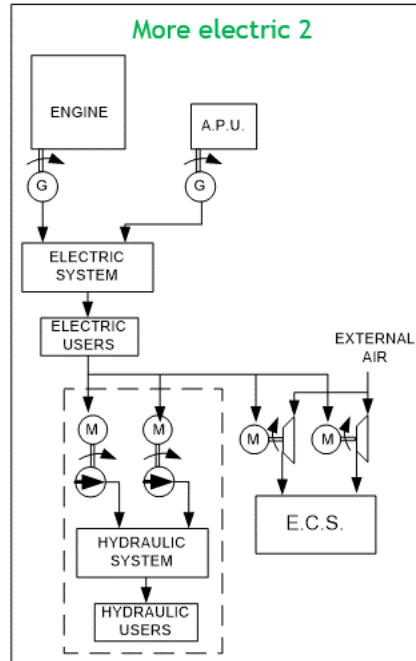 More electric 2
ENGINE
A.P.U.
G
G
ELECTRIC
SYSTEM
ELECTRIC
USERS
EXTERNAL
AIR
M
M
M
M
HYDRAULIC
SYSTEM
E.C.S.
HYDRAULIC
USERS